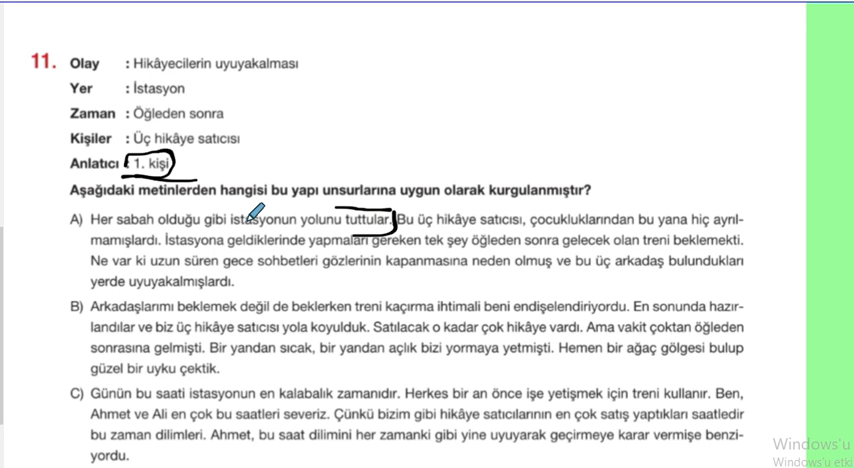 11. Olay : Hikâyecilerin uyuyakalması
Yer : İstasyon
Zaman : Öğleden sonra
Kişiler : Üç hikâye satıcısı
Anlatıcı : 1. kişi
Aşağıdaki metinlerden hangisi bu yapı unsurlarına uygun olarak kurgulanmıştır?
A) Her sabah olduğu gibi istasyonun yolunu tuttular. Bu üç hikâye satıcısı, çocukluklarından bu yana hiç ayrıl-
mamışlardı. İstasyona geldiklerinde yapmaları gereken tek şey öğleden sonra gelecek olan treni beklemekti.
Ne var ki uzun süren gece sohbetleri gözlerinin kapanmasına neden olmuş ve bu üç arkadaş bulundukları
yerde uyuyakalmışlardı.
B) Arkadaşlarımı beklemek değil de beklerken treni kaçırma ihtimali beni endişelendiriyordu. En sonunda hazır-
landılar ve biz üç hikâye satıcısı yola koyulduk. Satılacak o kadar çok hikâye vardı. Ama vakit çoktan öğleden
sonrasına gelmişti. Bir yandan sıcak, bir yandan açlık bizi yormaya yetmişti. Hemen bir ağaç gölgesi bulup
güzel bir uyku çektik.
C) Günün bu saati istasyonun en kalabalık zamanıdır. Herkes bir an önce işe yetişmek için treni kullanır. Ben,
Ahmet ve Ali en çok bu saatleri severiz. Çünkü bizim gibi hikâye satıcılarının en çok satış yaptıkları saatledir
bu zaman dilimleri. Ahmet, bu saat dilimini her zamanki gibi yine uyuyarak geçirmeye karar vermişe benzi-
yordu.
Windows'u
Windows'u etki